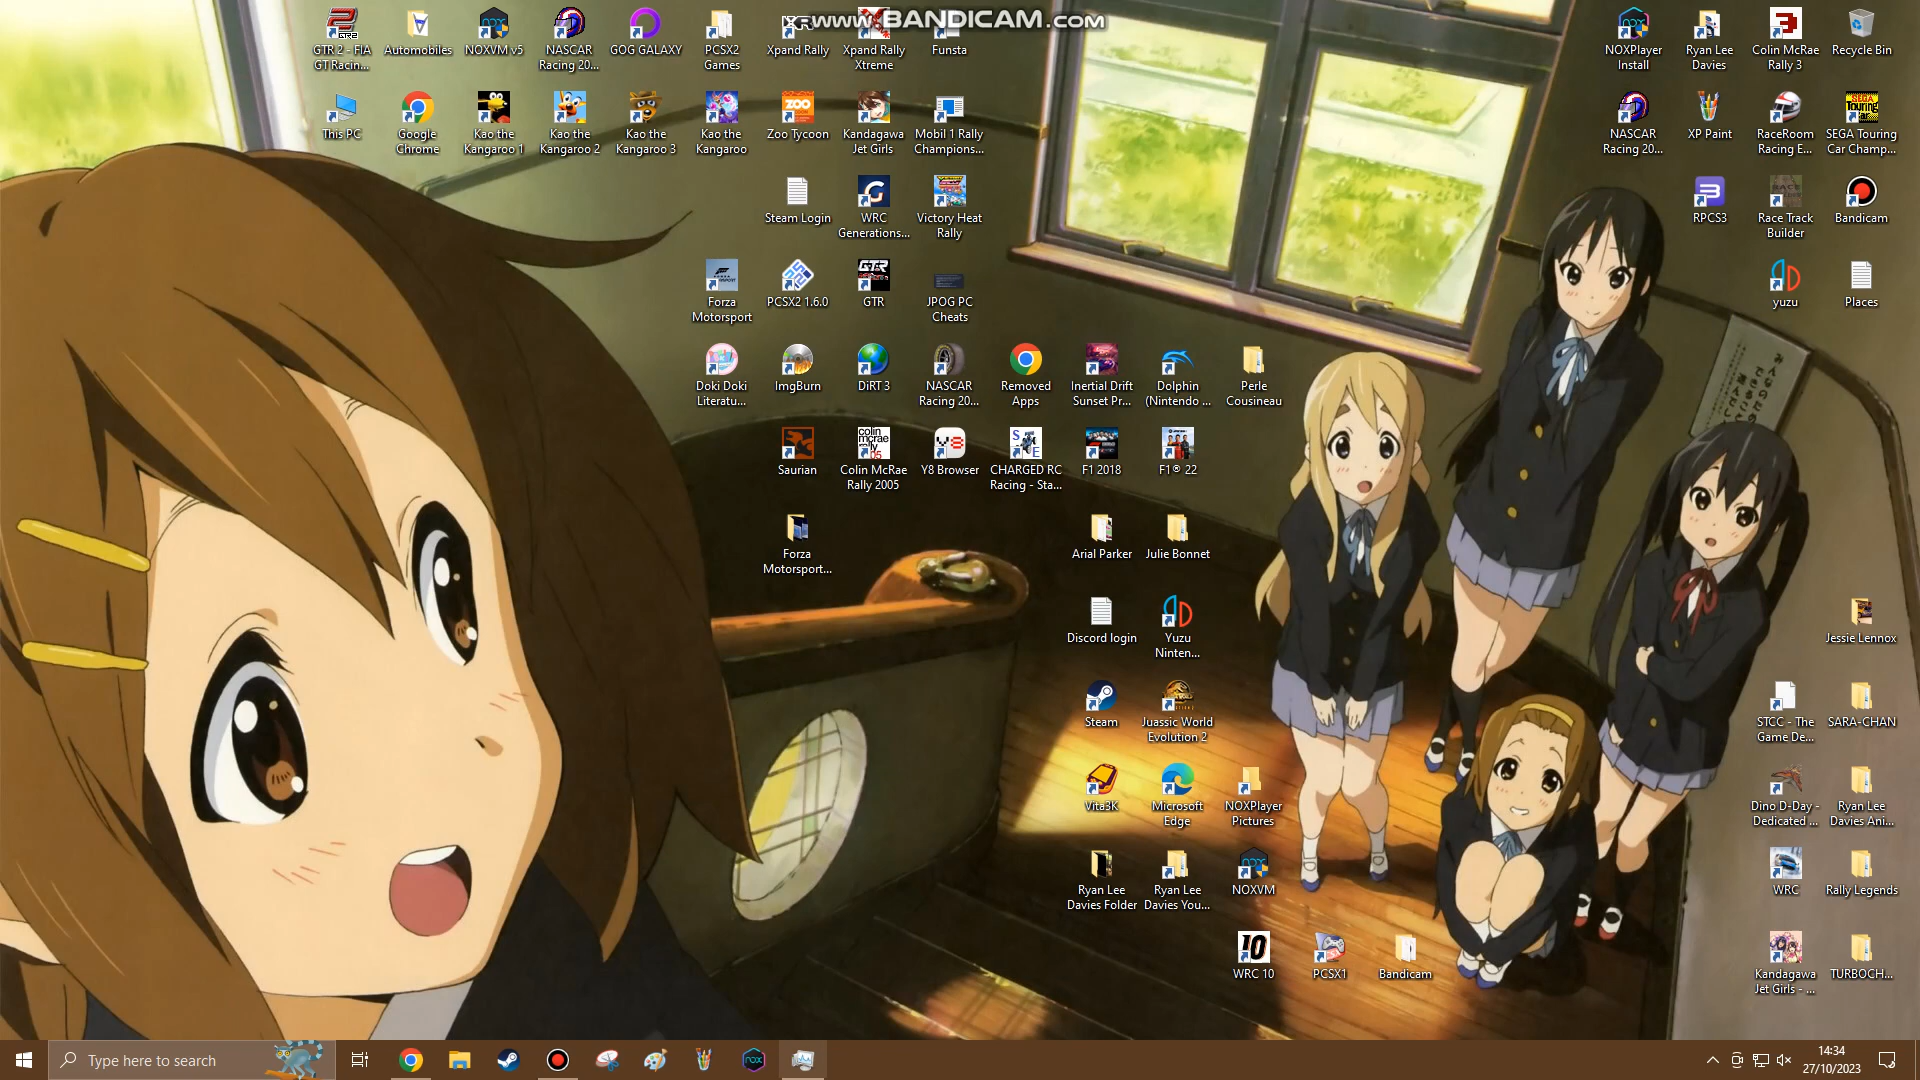 www.BANDICAM.com
GTR 2 - FIA
GT Racin...
Automobiles
NOXVM v5
NASCAR
Racing 20...
GOG GALAXY
PCSX2
Games
Xpand Rally
Xpand Rally
Xtreme
Funsta
NOXPlayer
Install
Ryan Lee
Davies
Colin McRae
Rally 3
Recycle Bin
This PC
Google
Chrome
Kao the
Kangaroo 1
Kao the
Kangaroo 2
Kao the
Kangaroo 3
Kao the
Kangaroo
ZOO
Zoo Tycoon
Kandagawa
Jet Girls
Mobil 1 Rally
Champions...
NASCAR
Racing 20...
XP Paint
RaceRoom
Racing E...
SEGA Touring
Car Champ...
Steam Login
WRC
Generations...
Victory Heat
Rally
RPCS3
Race Track
Builder
Bandicam
Forza
Motorsport
PCSX2 1.6.0
GTR
JPOG PC
Cheats
yuzu
Places
Doki Doki
Literatu...
ImgBurn
DiRT 3
NASCAR
Racing 20...
Removed
Apps
Inertial Drift
Sunset Pr...
Dolphin
(Nintendo ...
Perle
Cousineau
Saurian
colin
mcrae
rally
05
Colin McRae
Rally 2005
Y8 Browser
CHARGED RC
Racing - Sta...
F1 2018
F1® 22
Forza
Motorsport...
Arial Parker
Julie Bonnet
Discord login
Yuzu
Ninten...
Jessie Lennox
Steam
Juassic World
Evolution 2
STCC - The
Game De...
SARA-CHAN
Vita3K
Microsoft
Edge
NOXPlayer
Pictures
Dino D-Day -
Dedicated ...
Ryan Lee
Davies Ani...
Ryan Lee
Davies Folder
Ryan Lee
Davies You...
NOXVM
WRC
Rally Legends
WRC 10
PCSX1
Bandicam
Kandagawa
Jet Girls - ...
TURBOCH...
Type here to search
14:34
27/10/2023